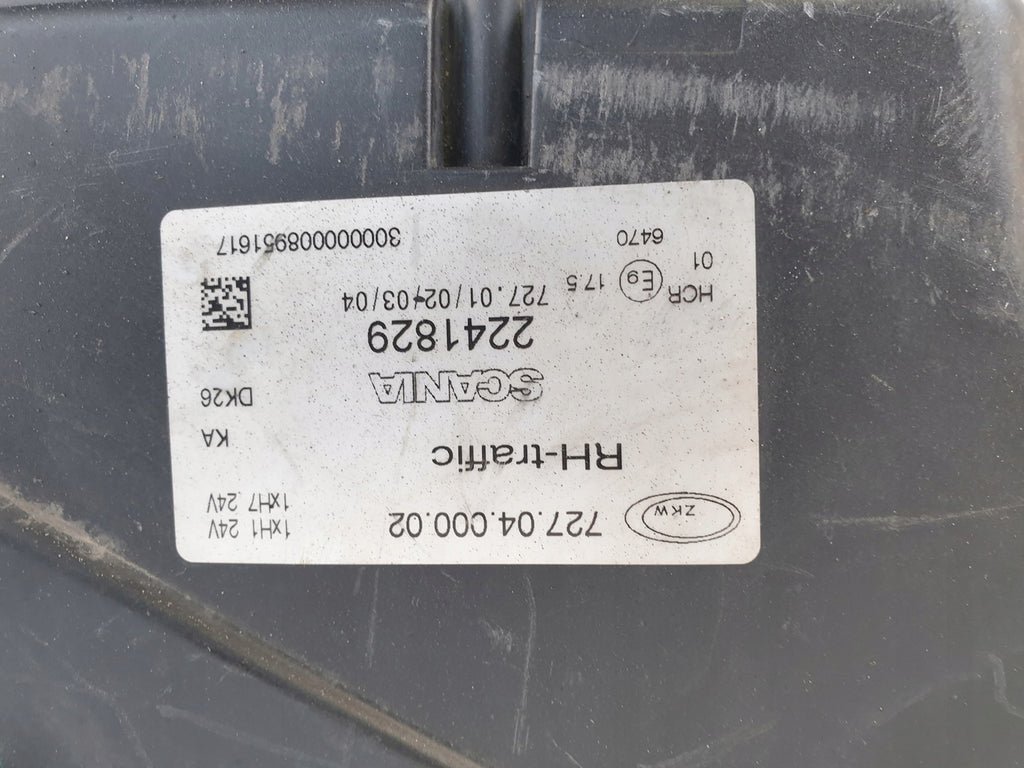 ZKW 727.04.000.02 1xH1 24V
1xH7 24V
RH-traffic KA
SCANIA DK26
2241829
727.01/02/03/04
HCR E9 17.5
01
6470
3000000008951617